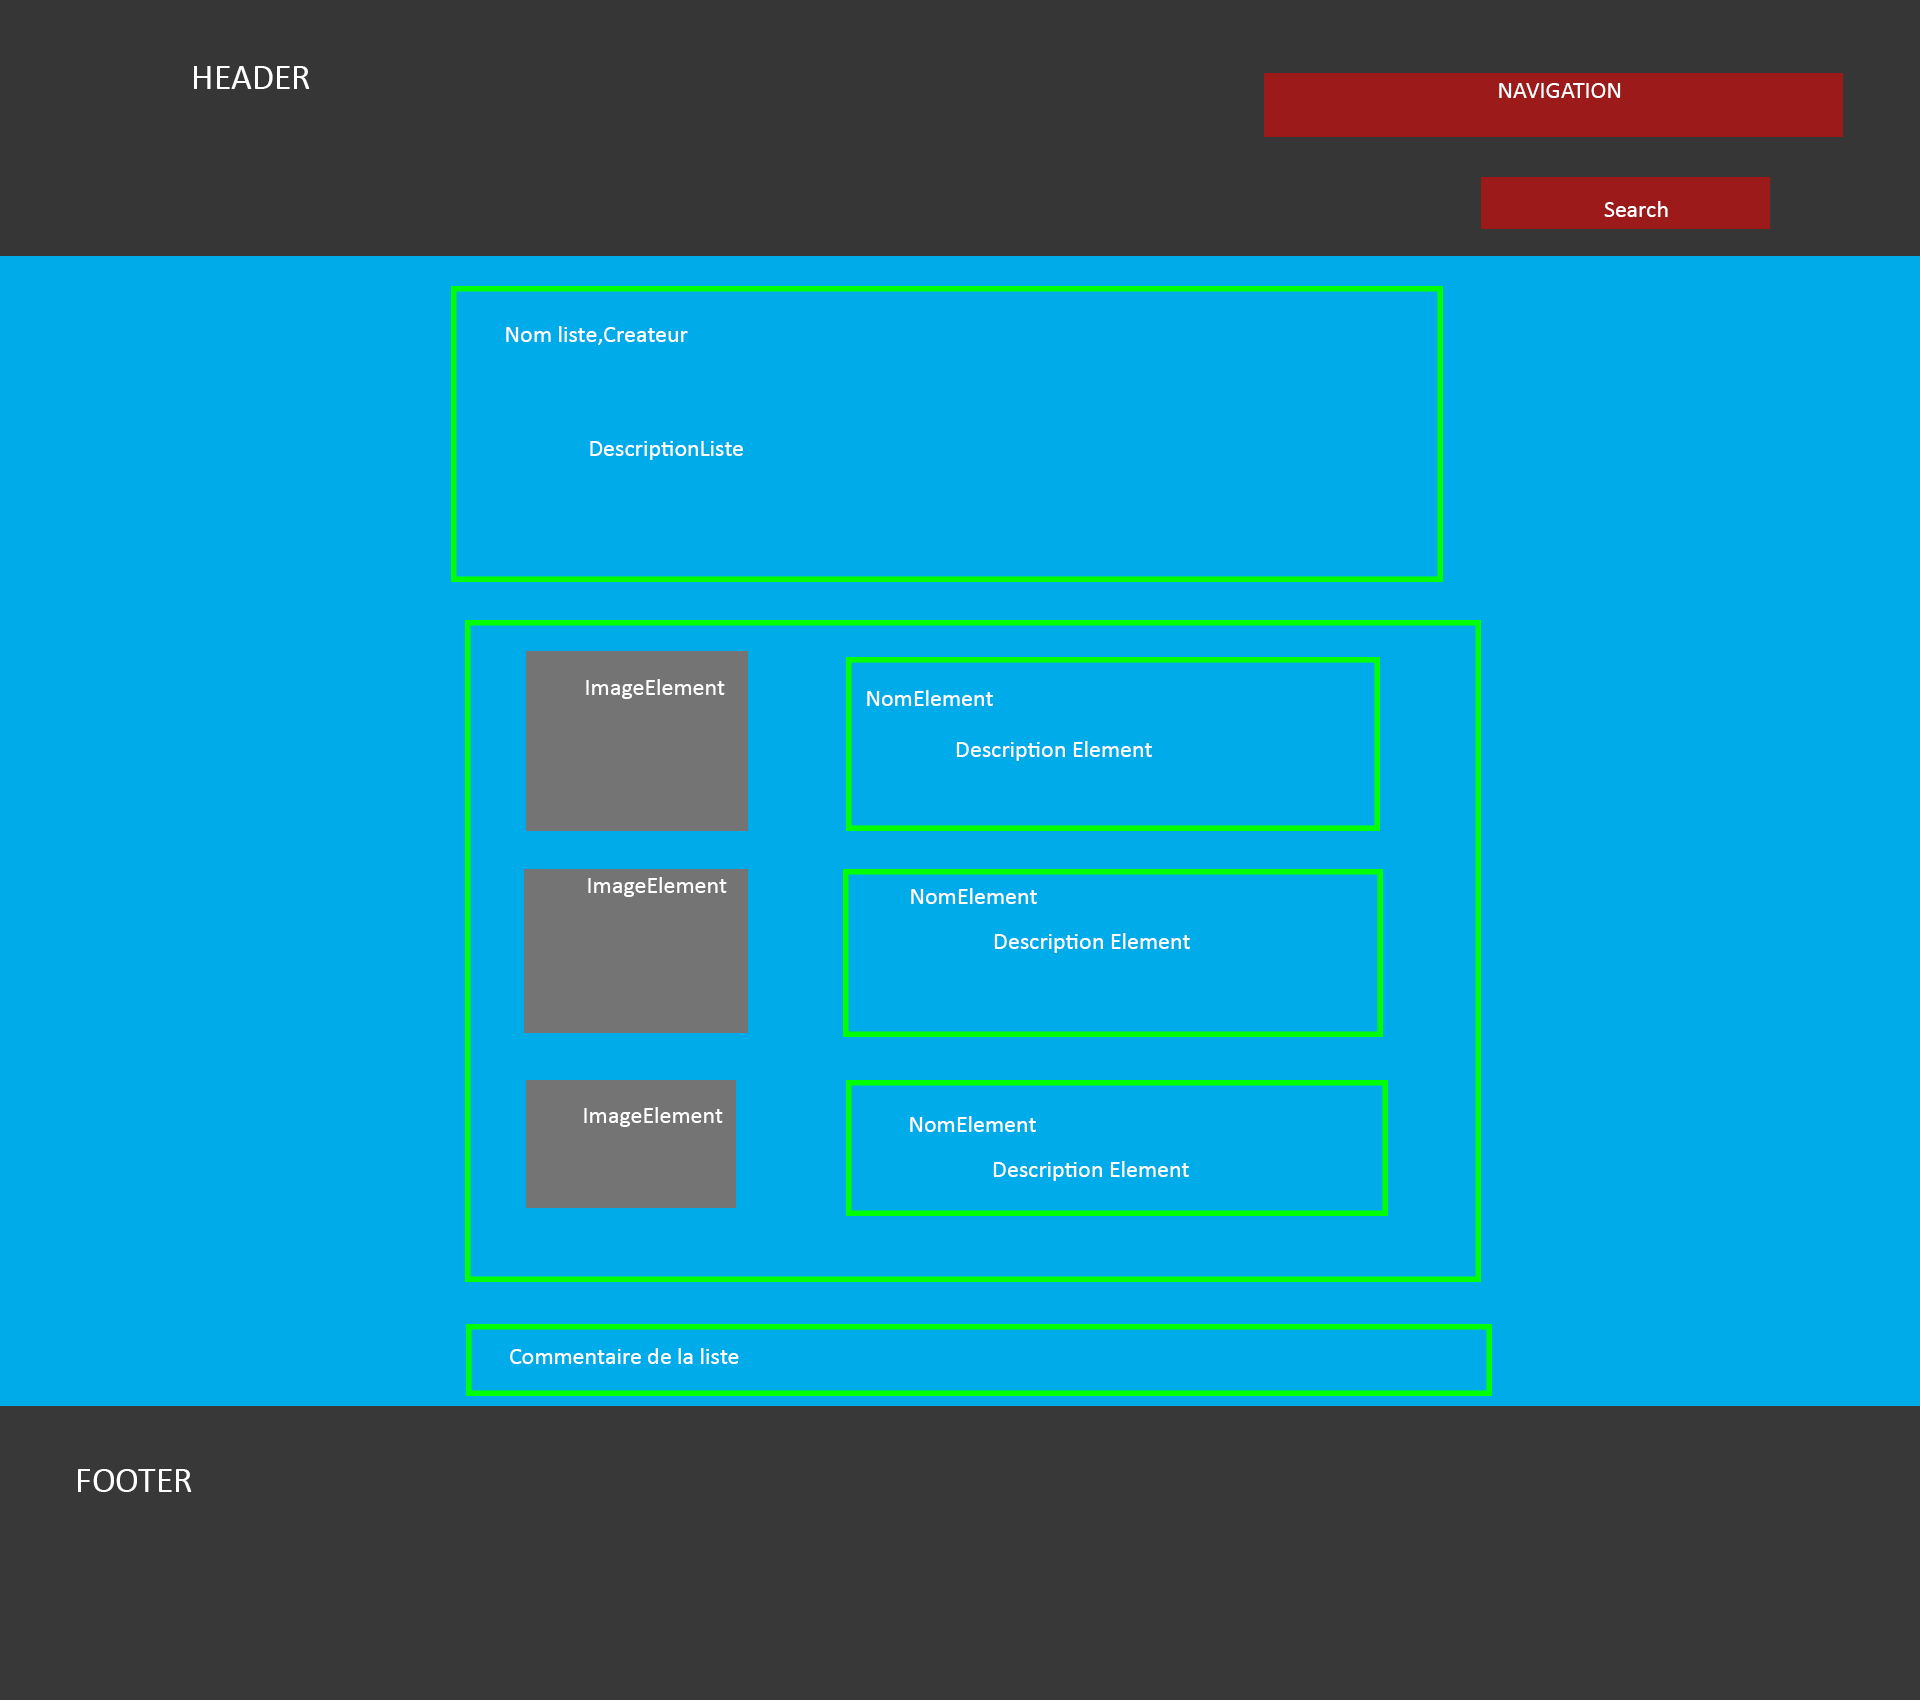 HEADER
NAVIGATION
Search
Nom liste,Createur
DescriptionListe
ImageElement
NomElement
Description Element
ImageElement
NomElement
Description Element
ImageElement
NomElement
Description Element
Commentaire de la liste
FOOTER